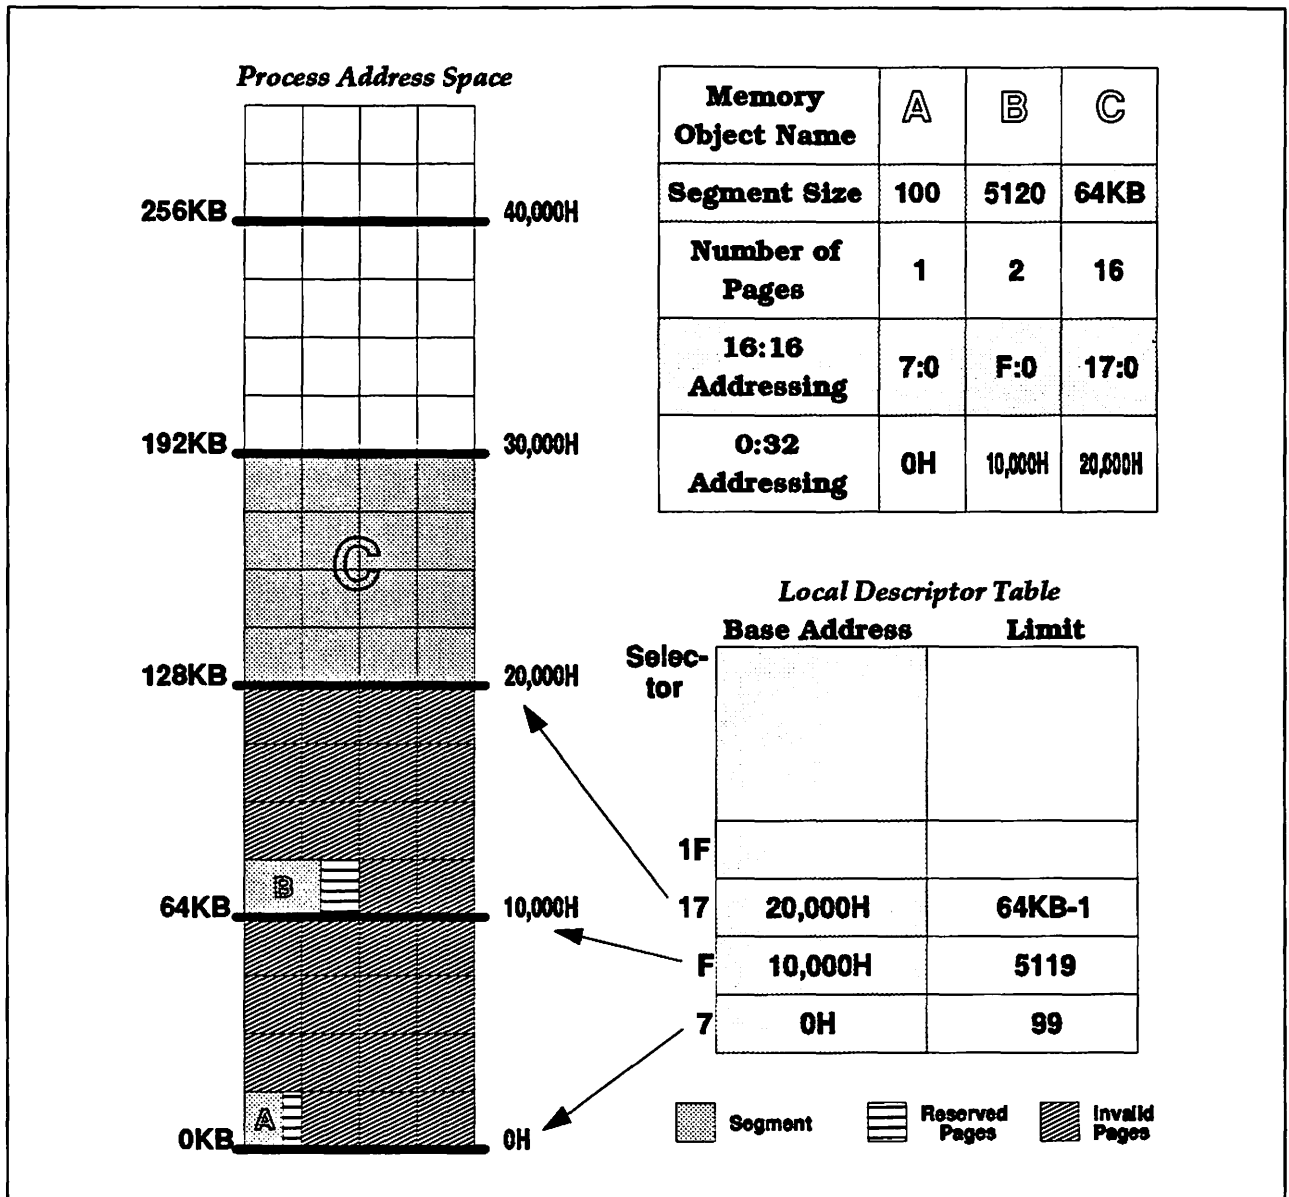 Process Address Space
256KB 40,000H
192KB 30,000H
C
128KB 20,000H
B
64KB 10,000H
A
0KB 0H
Memory Object Name A B C
Segment Size 100 5120 64KB
Number of Pages 1 2 16
16:16 Addressing 7:0 F:0 17:0
0:32 Addressing 0H 10,000H 20,000H
Local Descriptor Table
Base Address Limit
Selec-
tor
1F
17 20,000H 64KB-1
F 10,000H 5119
7 0H 99
Segment
Reserved
Pages
Invalid
Pages